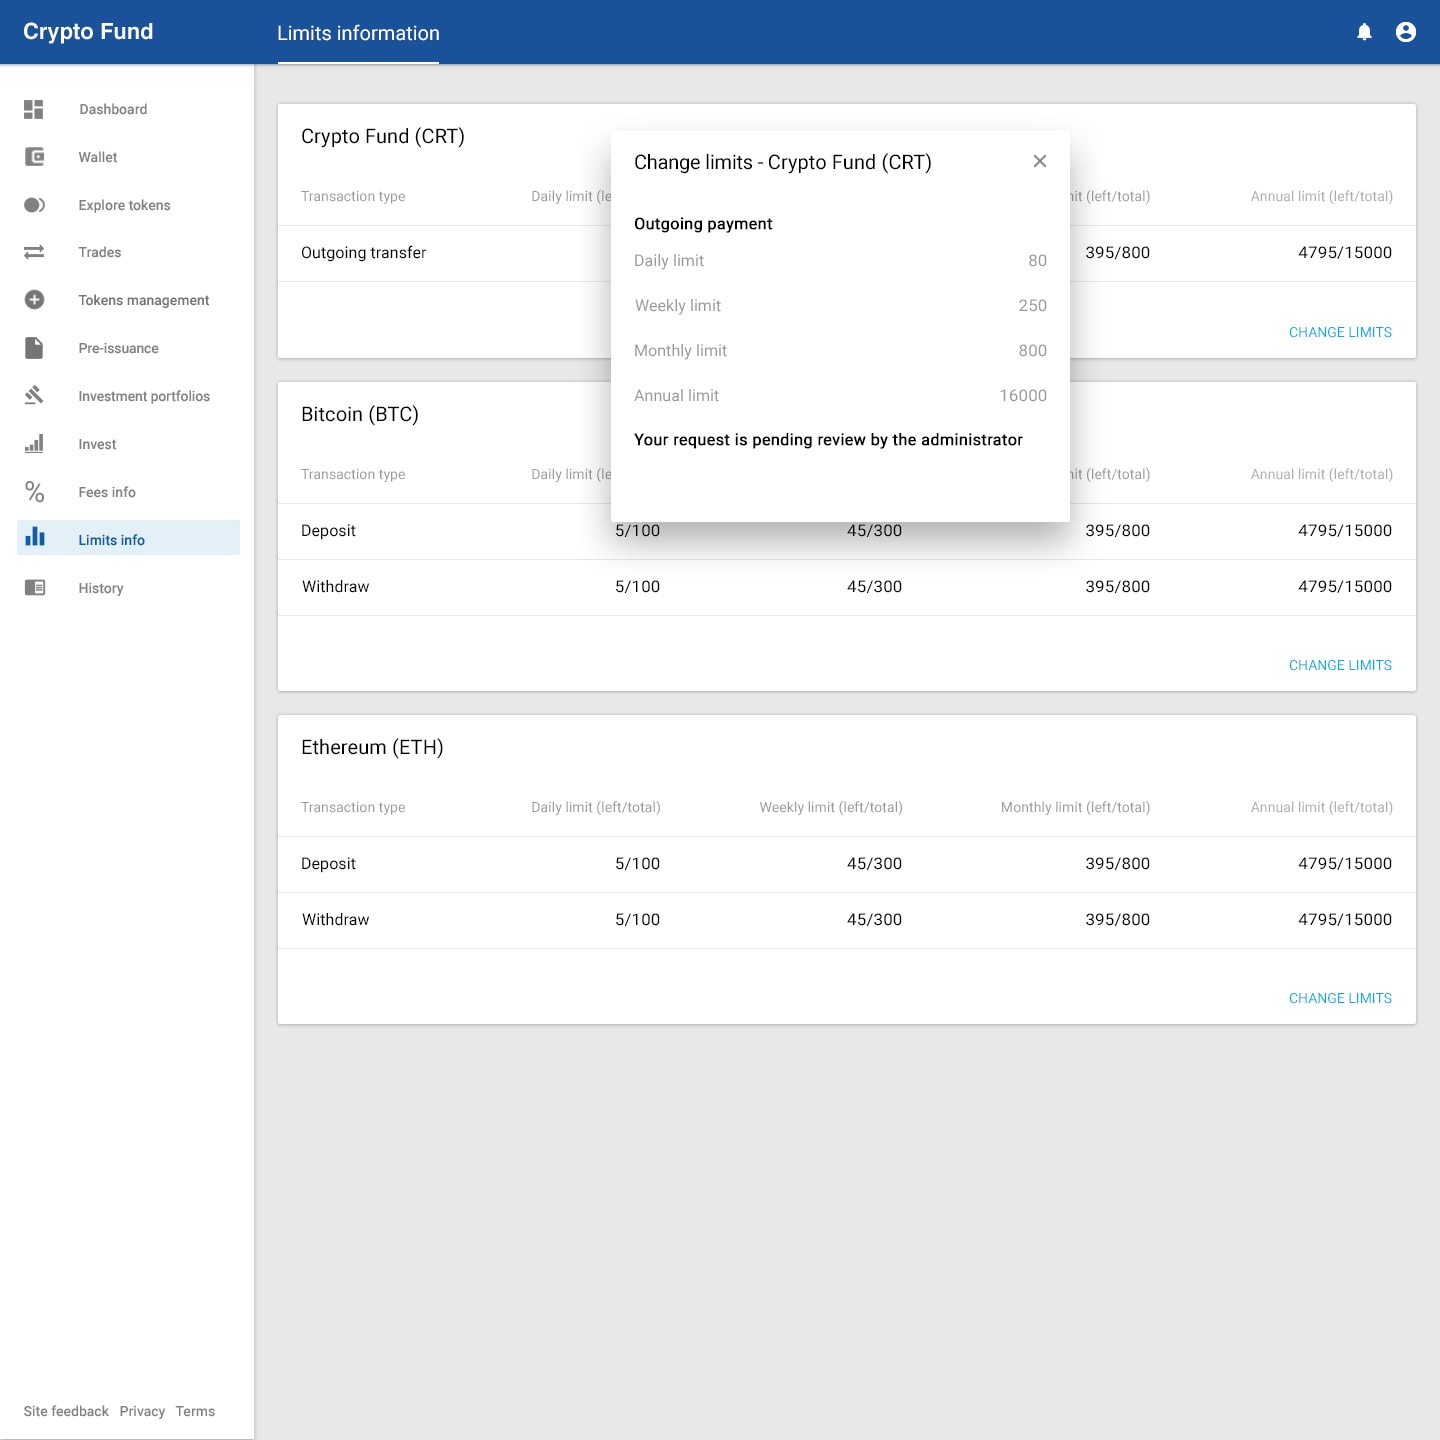 Crypto Fund
Limits information
Dashboard
Wallet
Explore tokens
Trades
Tokens management
Pre-issuance
Investment portfolios
Invest
Fees info
Limits info
History
Site feedback Privacy Terms
Crypto Fund (CRT)
Transaction type Daily limit (left/total) Annual limit (left/total)
Outgoing transfer 395/800 4795/15000
CHANGE LIMITS
Change limits - Crypto Fund (CRT)
Outgoing payment
Daily limit 80
Weekly limit 250
Monthly limit 800
Annual limit 16000
Your request is pending review by the administrator
Bitcoin (BTC)
Transaction type Daily limit (left/total) Annual limit (left/total)
Deposit 5/100 45/300 395/800 4795/15000
Withdraw 5/100 45/300 395/800 4795/15000
CHANGE LIMITS
Ethereum (ETH)
Transaction type Daily limit (left/total) Weekly limit (left/total) Monthly limit (left/total) Annual limit (left/total)
Deposit 5/100 45/300 395/800 4795/15000
Withdraw 5/100 45/300 395/800 4795/15000
CHANGE LIMITS